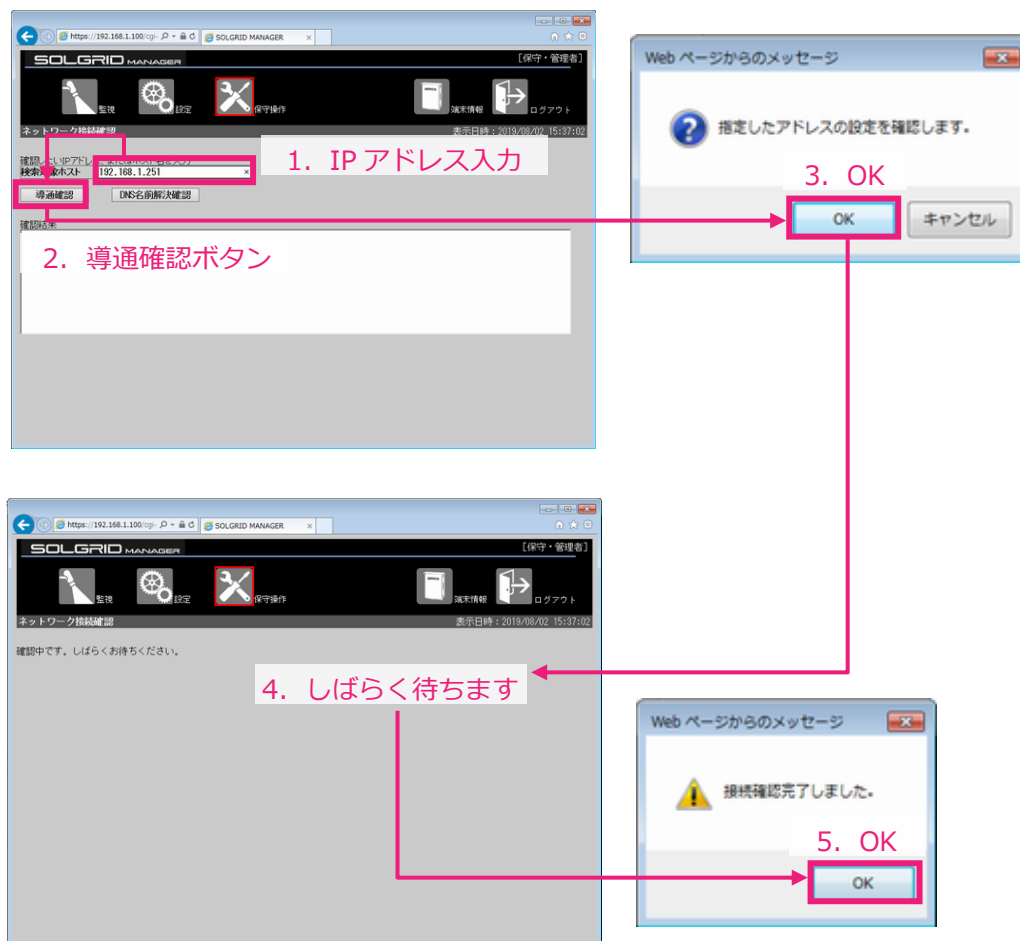 https://192.168.1.100/cgi-
SOLGRID MANAGER
SOLGRID MANAGER
[保守・管理者]
監視
設定
保守操作
端末情報
ログアウト
ネットワーク接続確認
表示日時：2019/08/02 15:37:02
確認したいIPアドレ
検索対象ホスト
192.168.1.251
1. IP アドレス入力
導通確認
DNS名前解決確認
確認結果
2. 導通確認ボタン
Web ページからのメッセージ
指定したアドレスの設定を確認します。
3. OK
OK
キャンセル
https://192.168.1.100/cgi-
SOLGRID MANAGER
SOLGRID MANAGER
[保守・管理者]
監視
設定
保守操作
端末情報
ログアウト
ネットワーク接続確認
表示日時：2019/08/02 15:37:02
確認中です。しばらくお待ちください。
4. しばらく待ちます
Web ページからのメッセージ
接続確認完了しました。
5. OK
OK